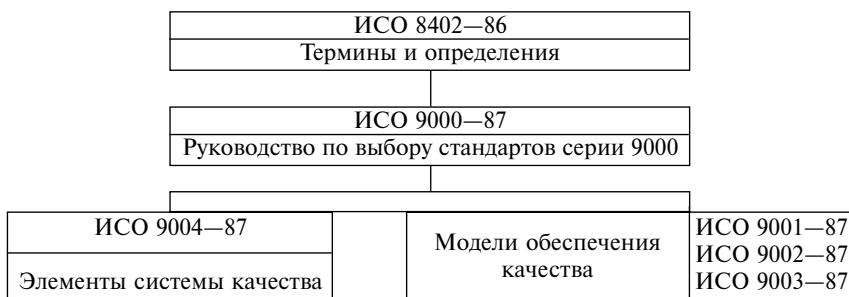 ИСО 8402—86
Термины и определения
ИСО 9000—87
Руководство по выбору стандартов серии 9000
ИСО 9004—87
Элементы системы качества
Модели обеспечения
качества
ИСО 9001—87
ИСО 9002—87
ИСО 9003—87